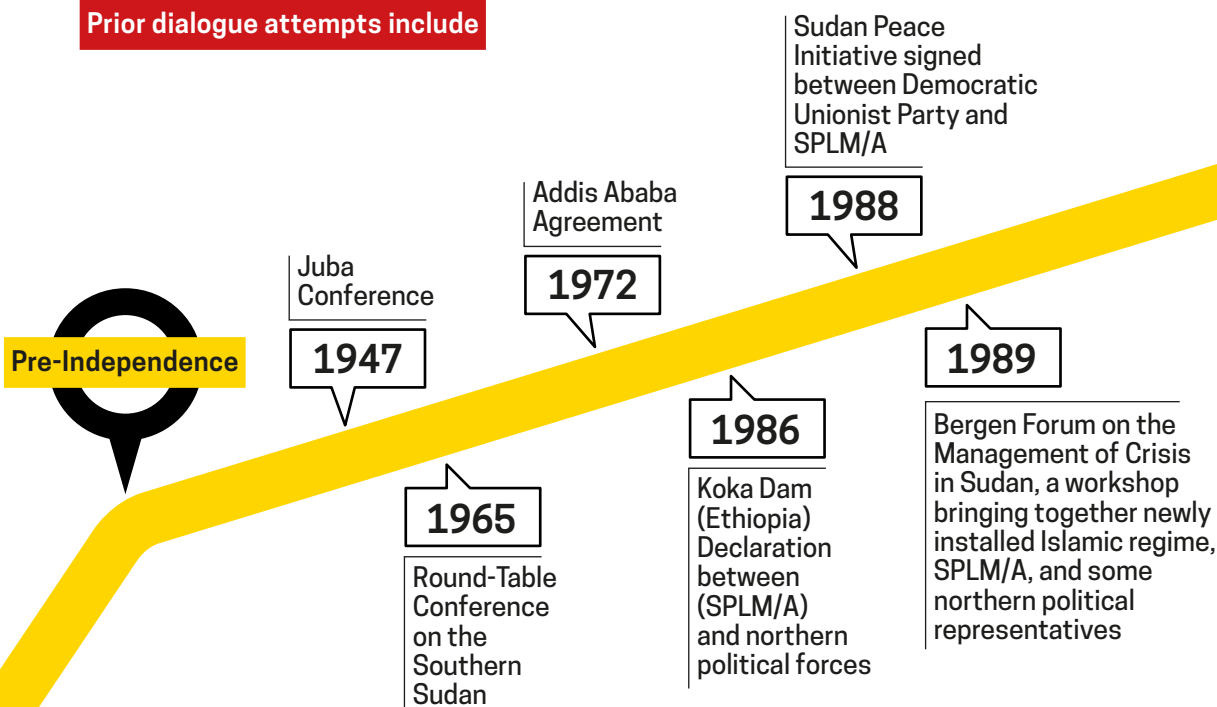 Prior dialogue attempts include
Pre-Independence
Juba
Conference
1947
1965
Round-Table
Conference
on the
Southern
Sudan
Addis Ababa
Agreement
1972
1986
Koka Dam
(Ethiopia)
Declaration
between
(SPLM/A)
and northern
political forces
Sudan Peace
Initiative signed
between Democratic
Unionist Party and
SPLM/A
1988
1989
Bergen Forum on the
Management of Crisis
in Sudan, a workshop
bringing together newly
installed Islamic regime,
SPLM/A, and some
northern political
representatives